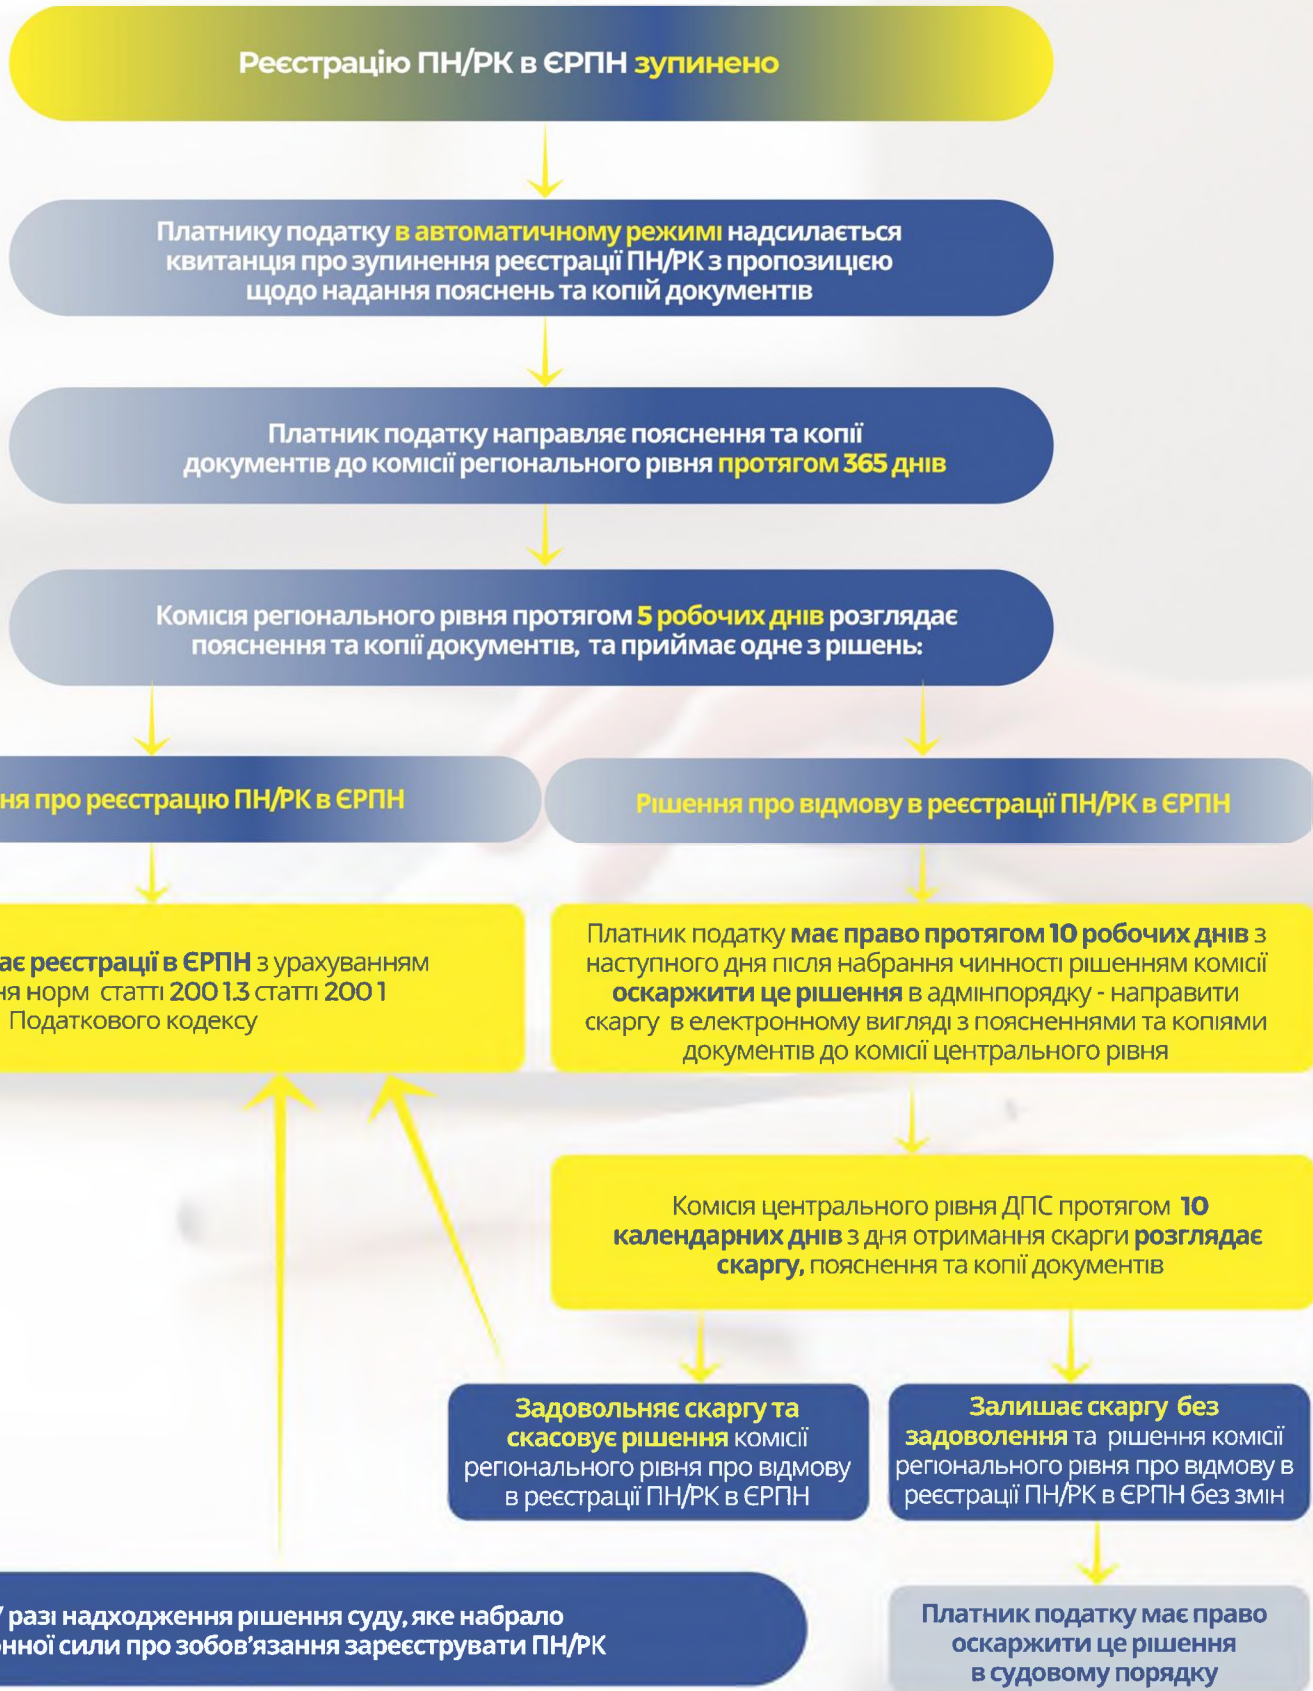 Реєстрацію ПН/РК в ЄРПН зупинено
Платнику податку в автоматичному режимі надсилається
квитанція про зупинення реєстрації ПН/РК з пропозицією
щодо надання пояснень та копій документів
Платник податку направляє пояснення та копії
документів до комісії регіонального рівня протягом 365 днів
Комісія регіонального рівня протягом 5 робочих днів розглядає
пояснення та копії документів, та приймає одне з рішень:
ня про реєстрацію ПН/РК в ЄРПН
Рішення про відмову в реєстрації ПН/РК в ЄРПН
ає реєстрації в ЄРПН з урахуванням
ня норм статті 200 1.3 статті 200 1
Податкового кодексу
Платник податку має право протягом 10 робочих днів з
наступного дня після набрання чинності рішенням комісії
оскаржити це рішення в адмінпорядку - направити
скаргу в електронному вигляді з поясненнями та копіями
документів до комісії центрального рівня
Комісія центрального рівня ДПС протягом 10
календарних днів з дня отримання скарги розглядає
скаргу, пояснення та копії документів
Задовольняє скаргу та
скасовує рішення комісії
регіонального рівня про відмову
в реєстрації ПН/РК в ЄРПН
Залишає скаргу без
задоволення та рішення комісії
регіонального рівня про відмову в
реєстрації ПН/РК в ЄРПН без змін
У разі надходження рішення суду, яке набрало
онної сили про зобов’язання зареєструвати ПН/РК
Платник податку має право
оскаржити це рішення
в судовому порядку